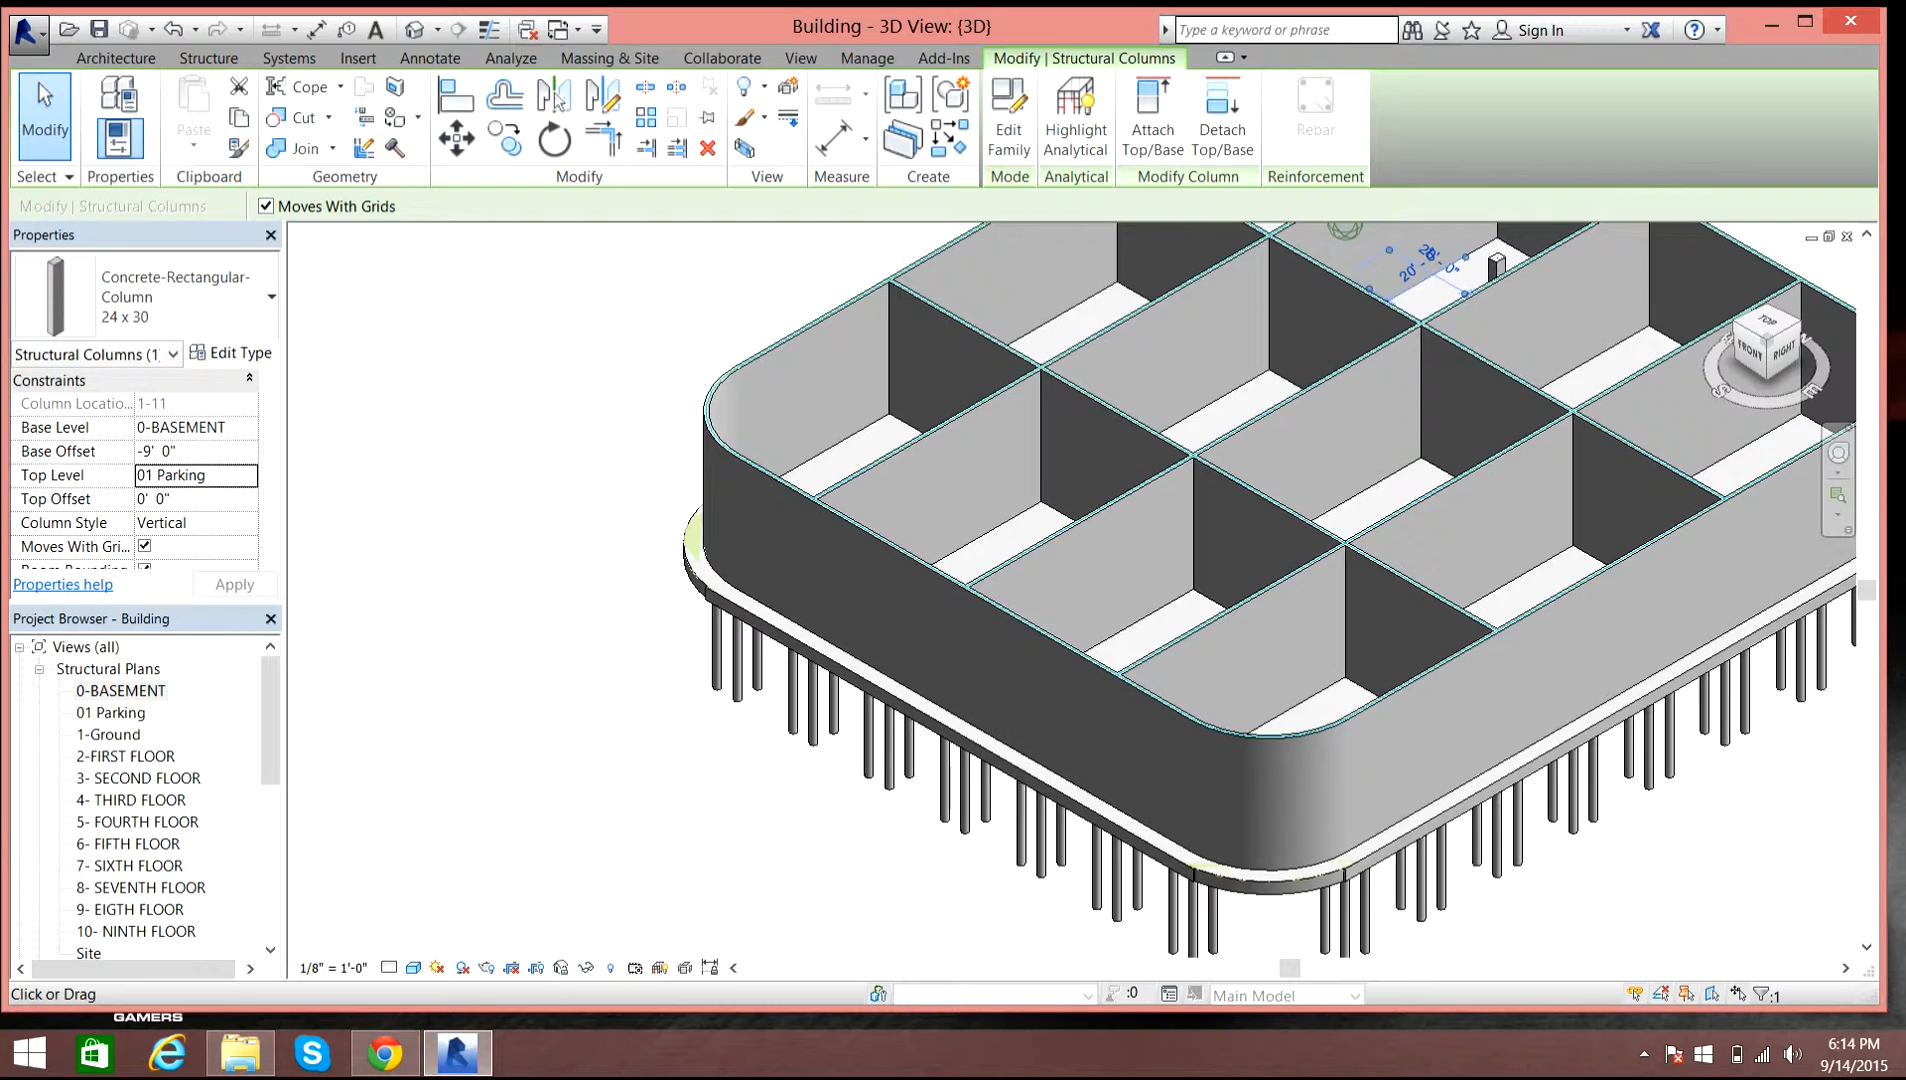 Building - 3D View: {3D}
Type a keyword or phrase
Sign In
Architecture
Structure
Systems
Insert
Annotate
Analyze
Massing & Site
Collaborate
View
Manage
Add-Ins
Modify | Structural Columns
Modify
Paste
Cope
Cut
Join
Edit Family
Highlight Analytical
Attach Top/Base
Detach Top/Base
Rebar
Select
Properties
Clipboard
Geometry
Modify
View
Measure
Create
Mode
Analytical
Modify Column
Reinforcement
Modify | Structural Columns
Moves With Grids
Properties
Concrete-Rectangular-
Column
24 x 30
Structural Columns (1)
Edit Type
Constraints
Column Locatio... 1-11
Base Level 0-BASEMENT
Base Offset -9' 0"
Top Level 01 Parking
Top Offset 0' 0"
Column Style Vertical
Moves With Gri...
Properties help
Apply
Project Browser - Building
Views (all)
Structural Plans
0-BASEMENT
01 Parking
1-Ground
2-FIRST FLOOR
3- SECOND FLOOR
4- THIRD FLOOR
5- FOURTH FLOOR
6- FIFTH FLOOR
7- SIXTH FLOOR
8- SEVENTH FLOOR
9- EIGTH FLOOR
10- NINTH FLOOR
Site
TOP
FRONT
RIGHT
S
E
1/8" = 1'-0"
Click or Drag
:0
Main Model
:1
GAMERS
6:14 PM
9/14/2015